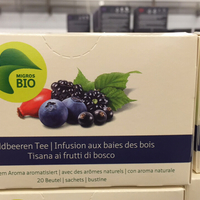 MIGROS
BIO
dbeeren Tee | Infusion aux baies des bois
Tisana ai frutti di bosco
em Aroma aromatisiert | avec des arômes naturels | con aroma naturale
20 Beutel | sachets | bustine